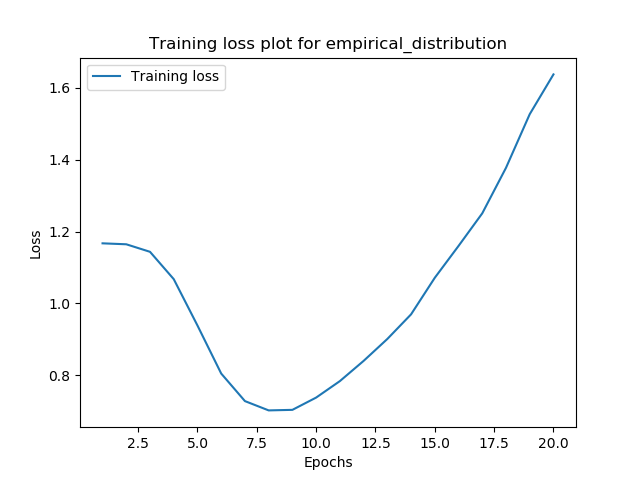 Training loss plot for empirical_distribution
Training loss
1.6
1.4
1.2
1.0
0.8
Loss
2.5 5.0 7.5 10.0 12.5 15.0 17.5 20.0
Epochs